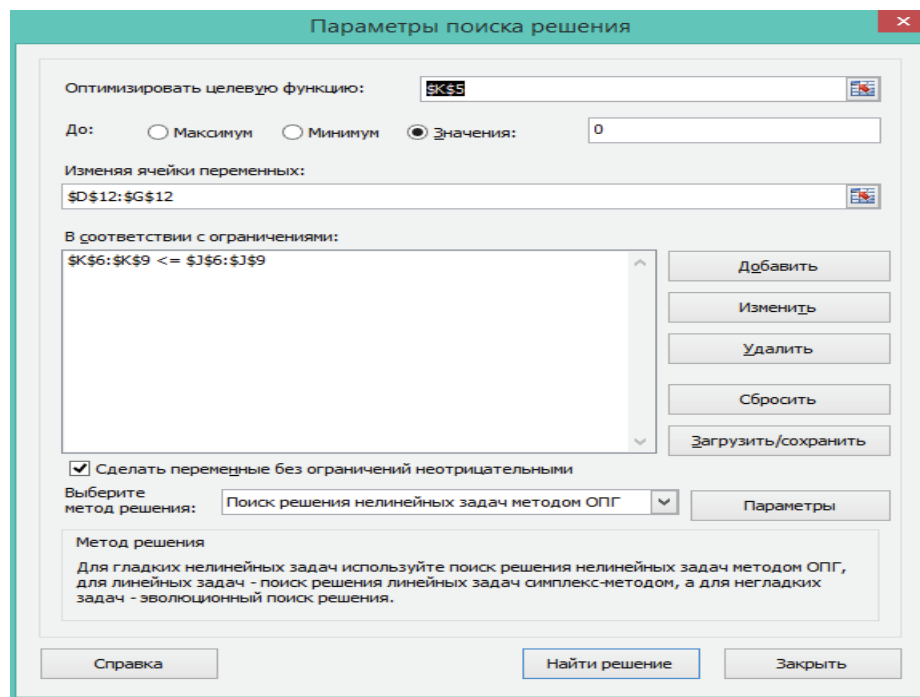 Параметры поиска решения
Оптимизировать целевую функцию:
$K$5
До:
Максимум
Минимум
Значения:
0
Изменяя ячейки переменных:
$D$12:$G$12
В соответствии с ограничениями:
$K$6:$K$9 <= $J$6:$J$9
Добавить
Изменить
Удалить
Сбросить
Загрузить/сохранить
Сделать переменные без ограничений неотрицательными
Выберите
метод решения:
Поиск решения нелинейных задач методом ОПГ
Параметры
Метод решения
Для гладких нелинейных задач используйте поиск решения нелинейных задач методом ОПГ,
для линейных задач - поиск решения линейных задач симплекс-методом, а для негладких
задач - эволюционный поиск решения.
Справка
Найти решение
Закрыть